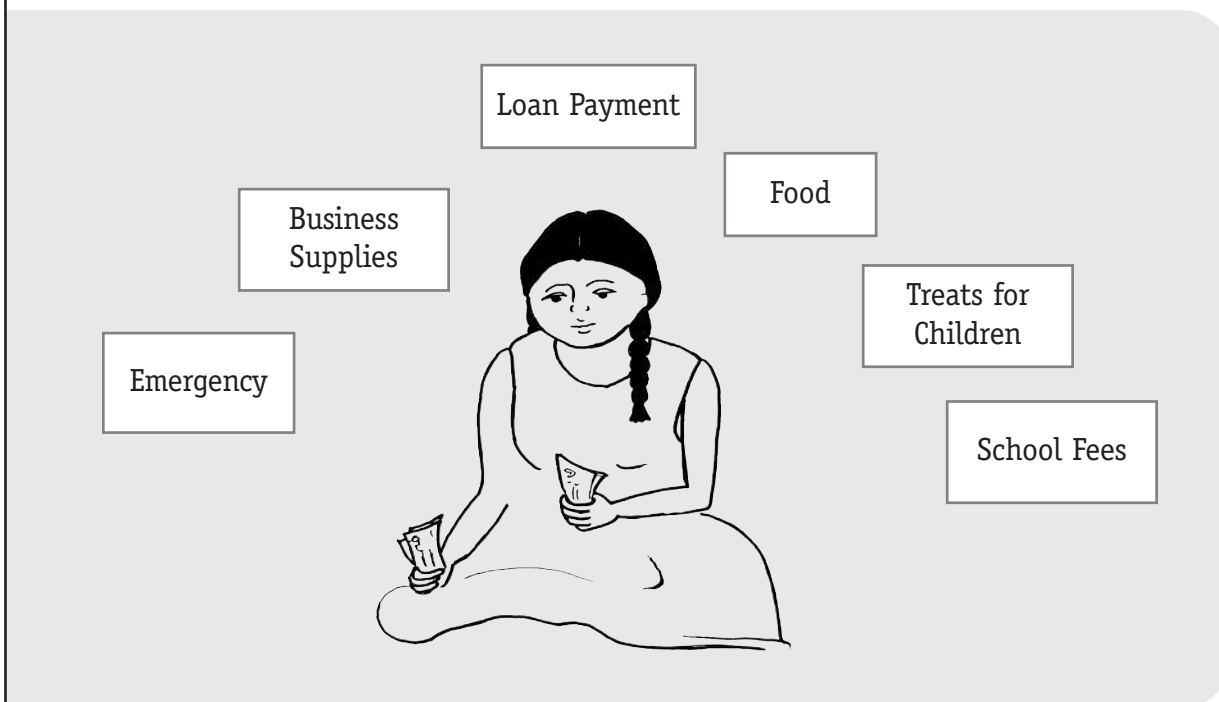 Loan Payment
Food
Business
Supplies
Treats for
Children
Emergency
School Fees